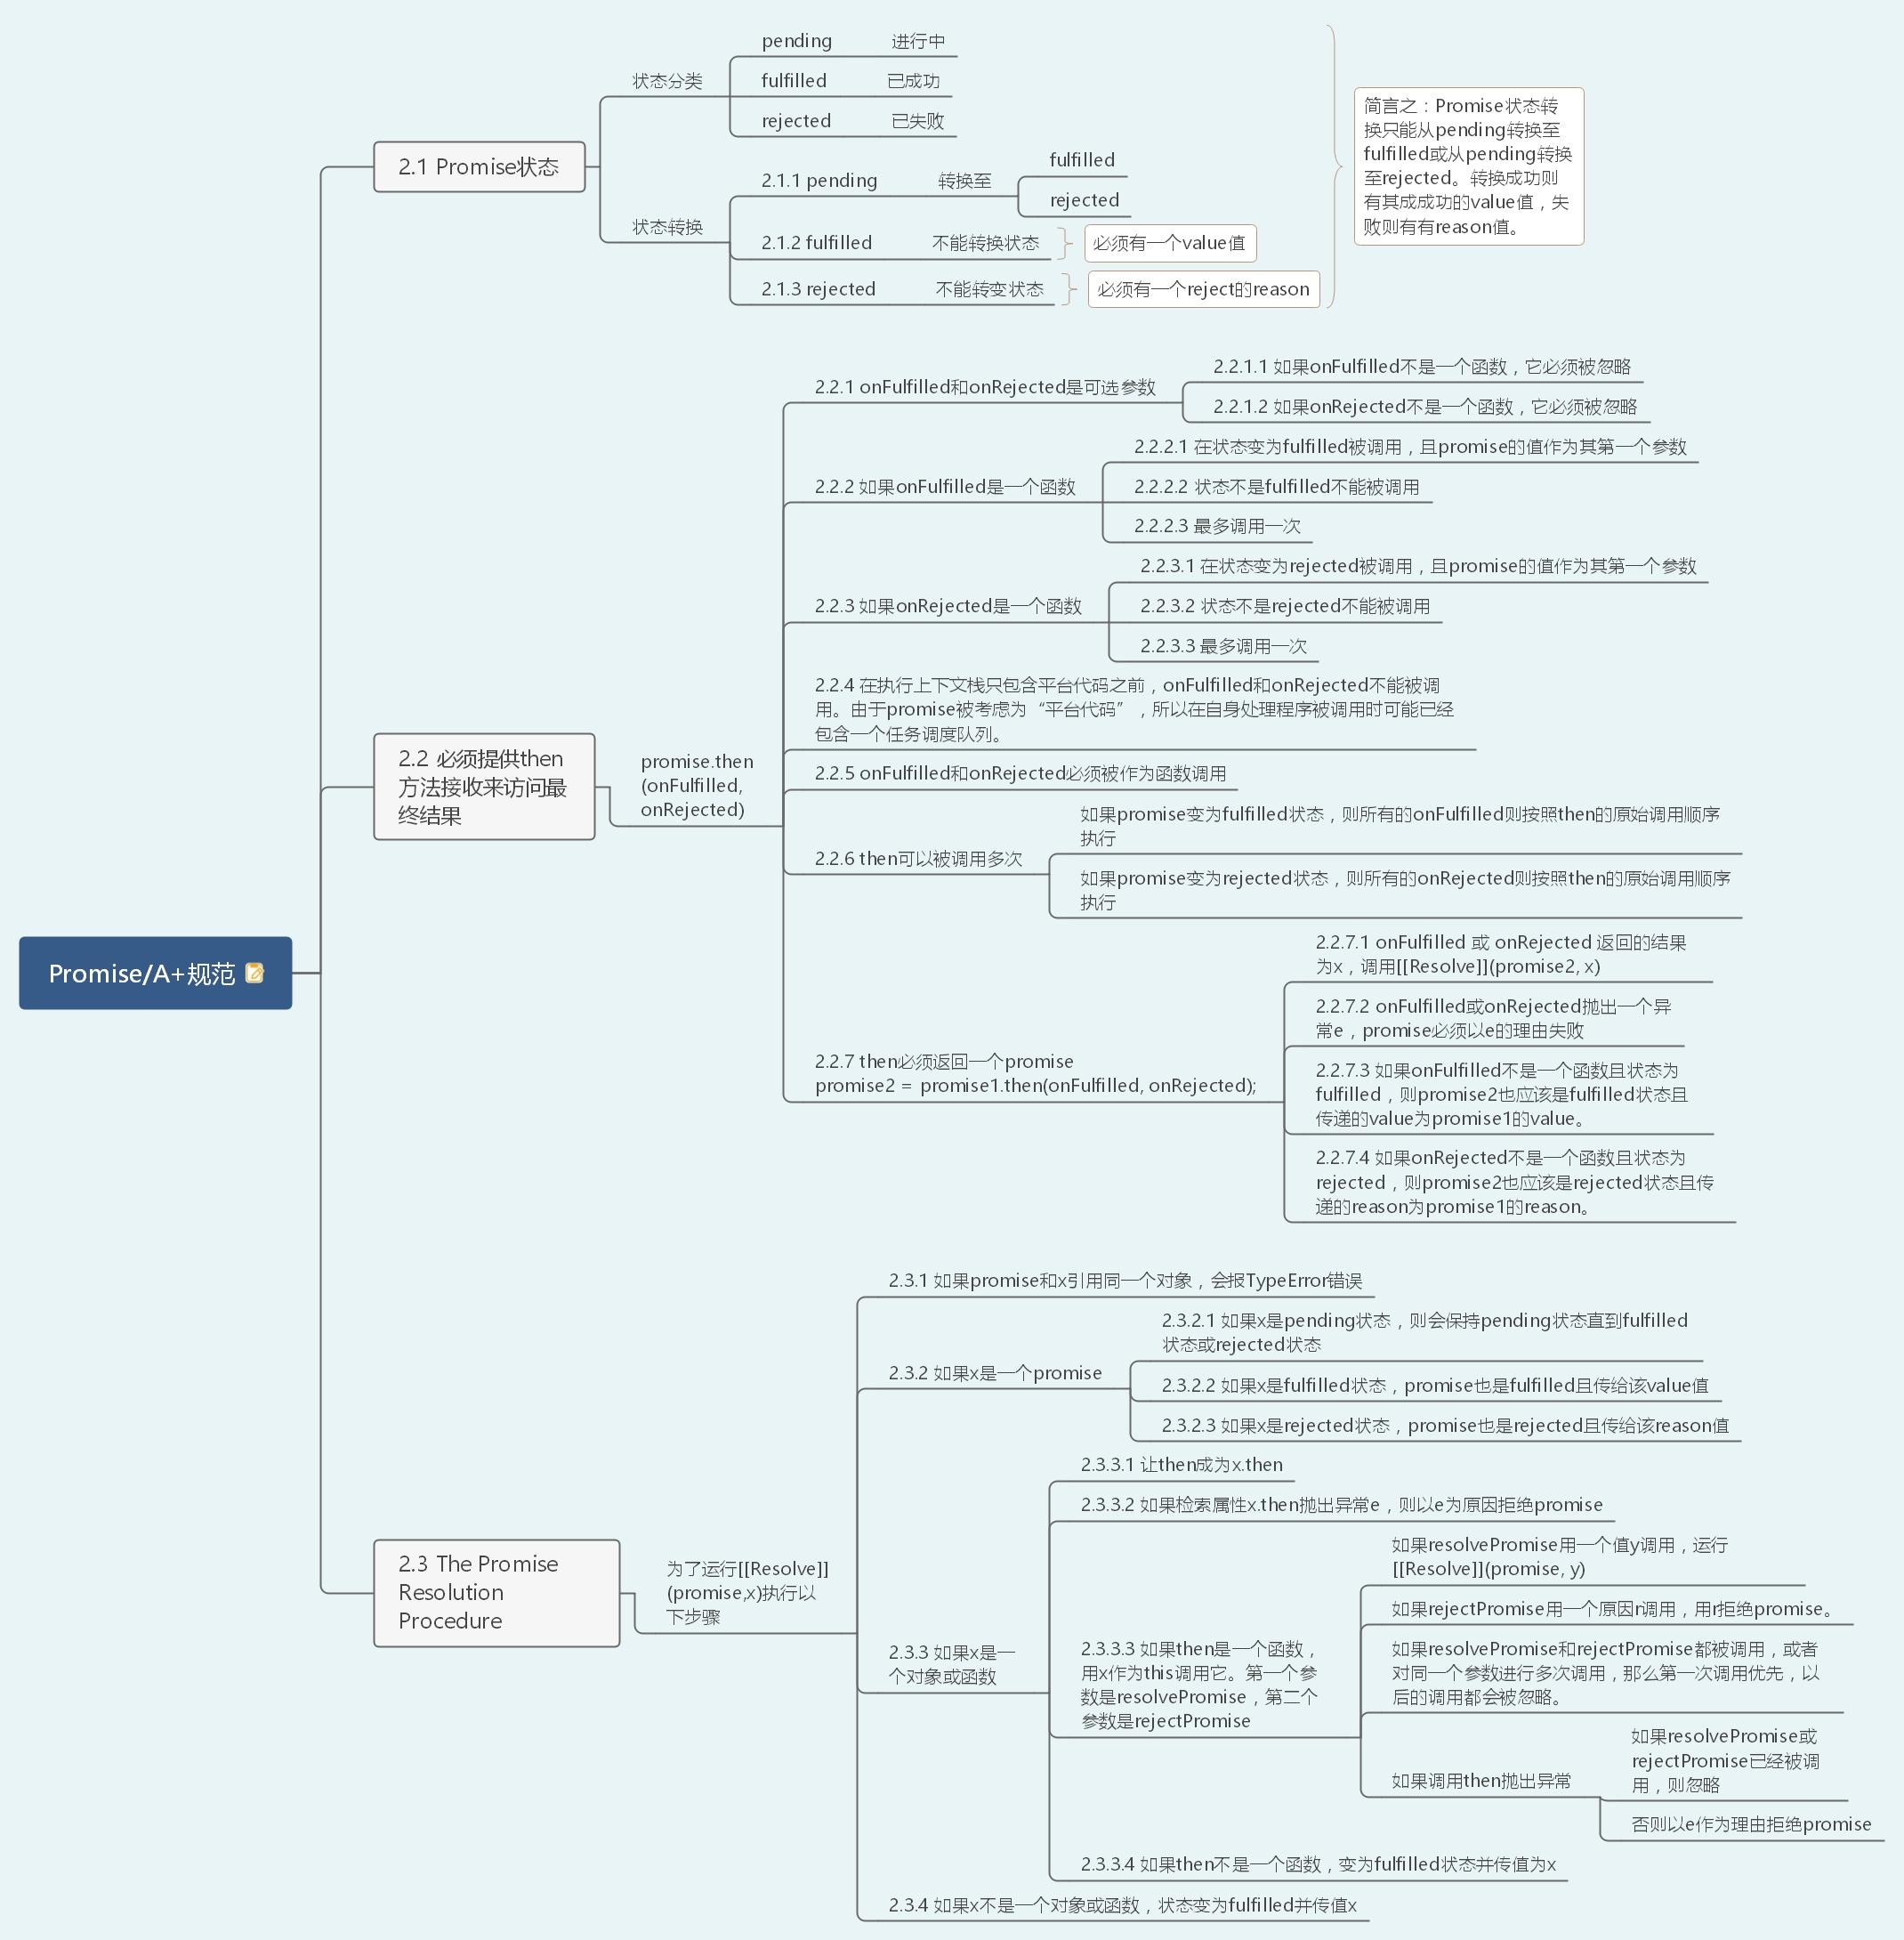 Promise/A+规范
2.1 Promise状态
状态分类
pending
进行中
fulfilled
已成功
rejected
已失败
状态转换
2.1.1 pending
转换至
fulfilled
rejected
2.1.2 fulfilled
不能转换状态
必须有一个value值
2.1.3 rejected
不能转变状态
必须有一个reject的reason
简言之：Promise状态转
换只能从pending转换至
fulfilled或从pending转换
至rejected。转换成功则
有其成成功的value值，失
败则有有reason值。
2.2 必须提供then
方法接收来访问最
终结果
promise.then
(onFulfilled,
onRejected)
2.2.1 onFulfilled和onRejected是可选参数
2.2.1.1 如果onFulfilled不是一个函数，它必须被忽略
2.2.1.2 如果onRejected不是一个函数，它必须被忽略
2.2.2 如果onFulfilled是一个函数
2.2.2.1 在状态变为fulfilled被调用，且promise的值作为其第一个参数
2.2.2.2 状态不是fulfilled不能被调用
2.2.2.3 最多调用一次
2.2.3 如果onRejected是一个函数
2.2.3.1 在状态变为rejected被调用，且promise的值作为其第一个参数
2.2.3.2 状态不是rejected不能被调用
2.2.3.3 最多调用一次
2.2.4 在执行上下文栈只包含平台代码之前，onFulfilled和onRejected不能被调
用。由于promise被考虑为“平台代码”，所以在自身处理程序被调用时可能已经
包含一个任务调度队列。
2.2.5 onFulfilled和onRejected必须被作为函数调用
2.2.6 then可以被调用多次
如果promise变为fulfilled状态，则所有的onFulfilled则按照then的原始调用顺序
执行
如果promise变为rejected状态，则所有的onRejected则按照then的原始调用顺序
执行
2.2.7 then必须返回一个promise
promise2 = promise1.then(onFulfilled, onRejected);
2.2.7.1 onFulfilled 或 onRejected 返回的结果
为x，调用[[Resolve]](promise2, x)
2.2.7.2 onFulfilled或onRejected抛出一个异
常e，promise必须以e的理由失败
2.2.7.3 如果onFulfilled不是一个函数且状态为
fulfilled，则promise2也应该是fulfilled状态且
传递的value为promise1的value。
2.2.7.4 如果onRejected不是一个函数且状态为
rejected，则promise2也应该是rejected状态且传
递的reason为promise1的reason。
2.3 The Promise
Resolution
Procedure
为了运行[[Resolve]]
(promise,x)执行以
下步骤
2.3.1 如果promise和x引用同一个对象，会报TypeError错误
2.3.2 如果x是一个promise
2.3.2.1 如果x是pending状态，则会保持pending状态直到fulfilled
状态或rejected状态
2.3.2.2 如果x是fulfilled状态，promise也是fulfilled且传给该value值
2.3.2.3 如果x是rejected状态，promise也是rejected且传给该reason值
2.3.3 如果x是一
个对象或函数
2.3.3.1 让then成为x.then
2.3.3.2 如果检索属性x.then抛出异常e，则以e为原因拒绝promise
2.3.3.3 如果then是一个函数，
用x作为this调用它。第一个参
数是resolvePromise，第二个
参数是rejectPromise
如果resolvePromise用一个值y调用，运行
[[Resolve]](promise, y)
如果rejectPromise用一个原因r调用，用r拒绝promise。
如果resolvePromise和rejectPromise都被调用，或者
对同一个参数进行多次调用，那么第一次调用优先，以
后的调用都会被忽略。
如果调用then抛出异常
如果resolvePromise或
rejectPromise已经被调
用，则忽略
否则以e作为理由拒绝promise
2.3.3.4 如果then不是一个函数，变为fulfilled状态并传值为x
2.3.4 如果x不是一个对象或函数，状态变为fulfilled并传值x